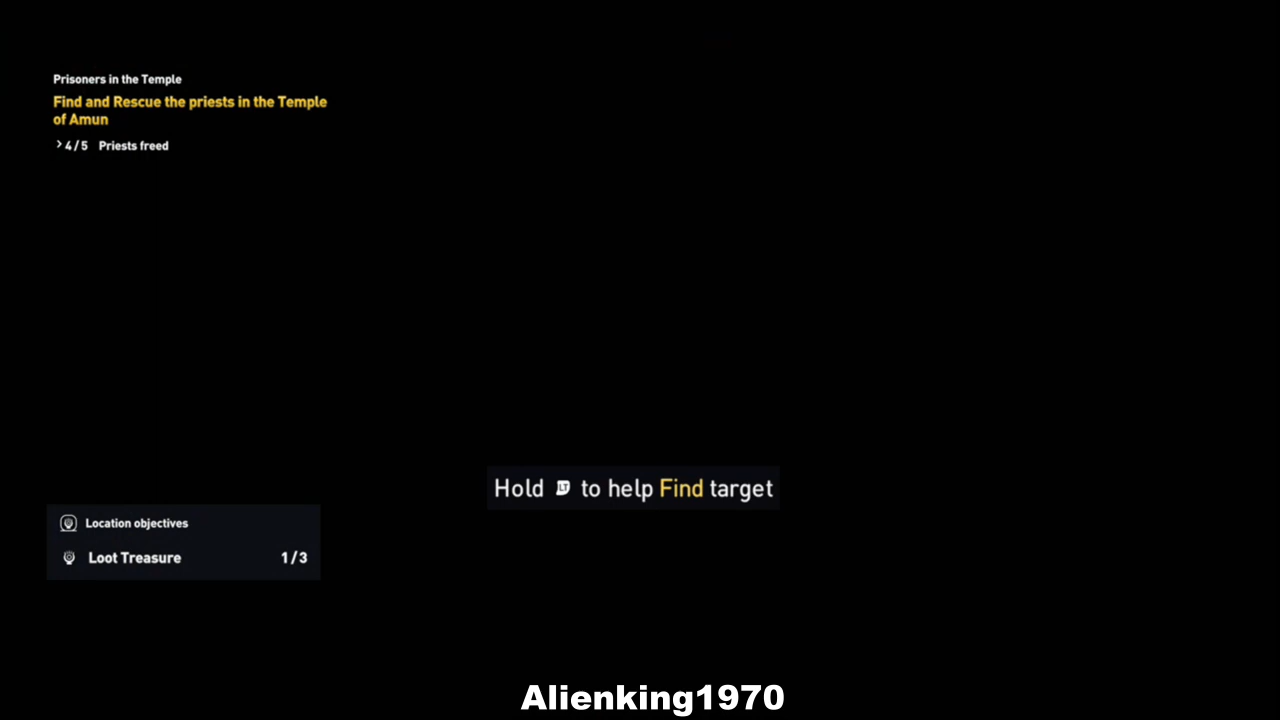 Prisoners in the Temple
Find and Rescue the priests in the Temple
of Amun
> 4/5 Priests freed
Hold LT to help Find target
Location objectives
Loot Treasure 1/3
Alienking1970